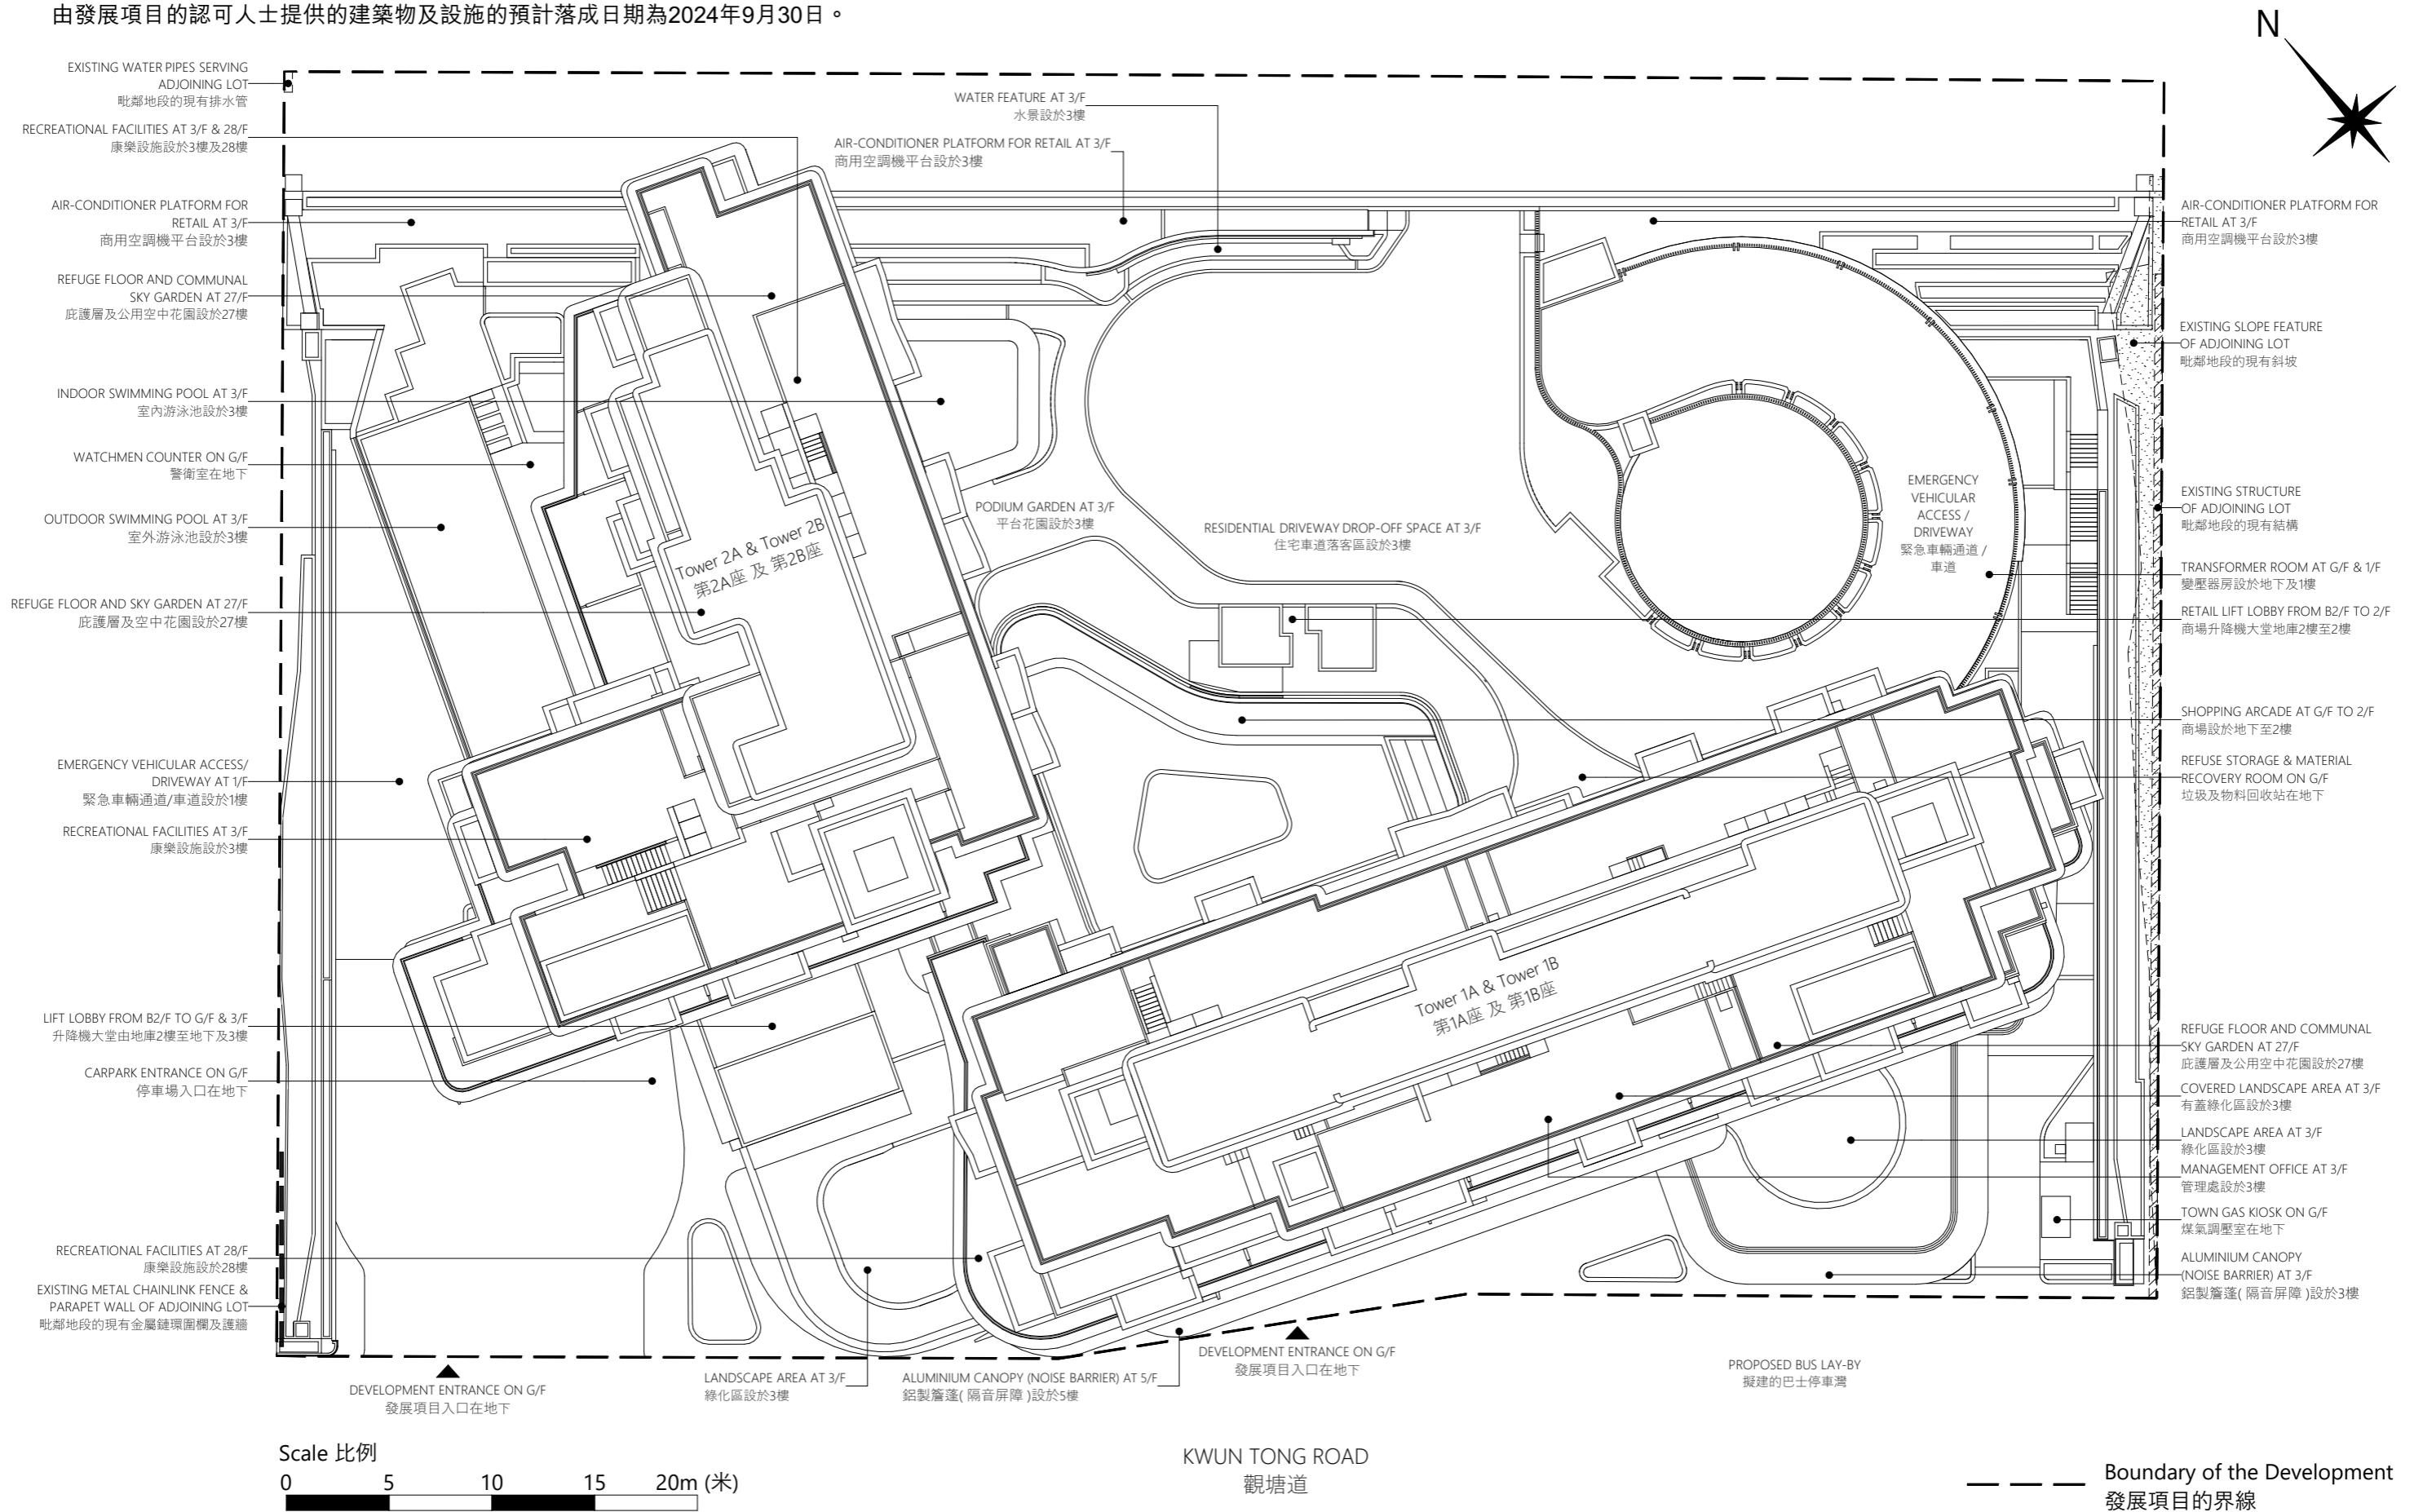 由發展項目的認可人士提供的建築物及設施的預計落成日期為2024年9月30日。
N
EXISTING WATER PIPES SERVING
ADJOINING LOT
毗鄰地段的現有排水管
RECREATIONAL FACILITIES AT 3/F & 28/F
康樂設施設於3樓及28樓
AIR-CONDITIONER PLATFORM FOR
RETAIL AT 3/F
商用空調機平台設於3樓
REFUGE FLOOR AND COMMUNAL
SKY GARDEN AT 27/F
庇護層及公用空中花園設於27樓
INDOOR SWIMMING POOL AT 3/F
室內游泳池設於3樓
WATCHMEN COUNTER ON G/F
警衛室在地下
OUTDOOR SWIMMING POOL AT 3/F
室外游泳池設於3樓
REFUGE FLOOR AND SKY GARDEN AT 27/F
庇護層及空中花園設於27樓
EMERGENCY VEHICULAR ACCESS/
DRIVEWAY AT 1/F
緊急車輛通道/車道設於1樓
RECREATIONAL FACILITIES AT 3/F
康樂設施設於3樓
LIFT LOBBY FROM B2/F TO G/F & 3/F
升降機大堂由地庫2樓至地下及3樓
CARPARK ENTRANCE ON G/F
停車場入口在地下
RECREATIONAL FACILITIES AT 28/F
康樂設施設於28樓
EXISTING METAL CHAINLINK FENCE &
PARAPET WALL OF ADJOINING LOT
毗鄰地段的現有金屬鏈環圍欄及護牆
WATER FEATURE AT 3/F
水景設於3樓
AIR-CONDITIONER PLATFORM FOR RETAIL AT 3/F
商用空調機平台設於3樓
PODIUM GARDEN AT 3/F
平台花園設於3樓
RESIDENTIAL DRIVEWAY DROP-OFF SPACE AT 3/F
住宅車道落客區設於3樓
EMERGENCY
VEHICULAR
ACCESS /
DRIVEWAY
緊急車輛通道 /
車道
Tower 2A & Tower 2B
第2A座 及 第2B座
Tower 1A & Tower 1B
第1A座 及 第1B座
AIR-CONDITIONER PLATFORM FOR
RETAIL AT 3/F
商用空調機平台設於3樓
EXISTING SLOPE FEATURE
OF ADJOINING LOT
毗鄰地段的現有斜坡
EXISTING STRUCTURE
OF ADJOINING LOT
毗鄰地段的現有結構
TRANSFORMER ROOM AT G/F & 1/F
變壓器房設於地下及1樓
RETAIL LIFT LOBBY FROM B2/F TO 2/F
商場升降機大堂地庫2樓至2樓
SHOPPING ARCADE AT G/F TO 2/F
商場設於地下至2樓
REFUSE STORAGE & MATERIAL
RECOVERY ROOM ON G/F
垃圾及物料回收站在地下
REFUGE FLOOR AND COMMUNAL
SKY GARDEN AT 27/F
庇護層及公用空中花園設於27樓
COVERED LANDSCAPE AREA AT 3/F
有蓋綠化區設於3樓
LANDSCAPE AREA AT 3/F
綠化區設於3樓
MANAGEMENT OFFICE AT 3/F
管理處設於3樓
TOWN GAS KIOSK ON G/F
煤氣調壓室在地下
ALUMINIUM CANOPY
(NOISE BARRIER) AT 3/F
鋁製簷蓬( 隔音屏障 )設於3樓
DEVELOPMENT ENTRANCE ON G/F
發展項目入口在地下
LANDSCAPE AREA AT 3/F
綠化區設於3樓
ALUMINIUM CANOPY (NOISE BARRIER) AT 5/F
鋁製簷蓬( 隔音屏障 )設於5樓
DEVELOPMENT ENTRANCE ON G/F
發展項目入口在地下
PROPOSED BUS LAY-BY
擬建的巴士停車灣
Scale 比例
0 5 10 15 20m (米)
KWUN TONG ROAD
觀塘道
Boundary of the Development
發展項目的界線